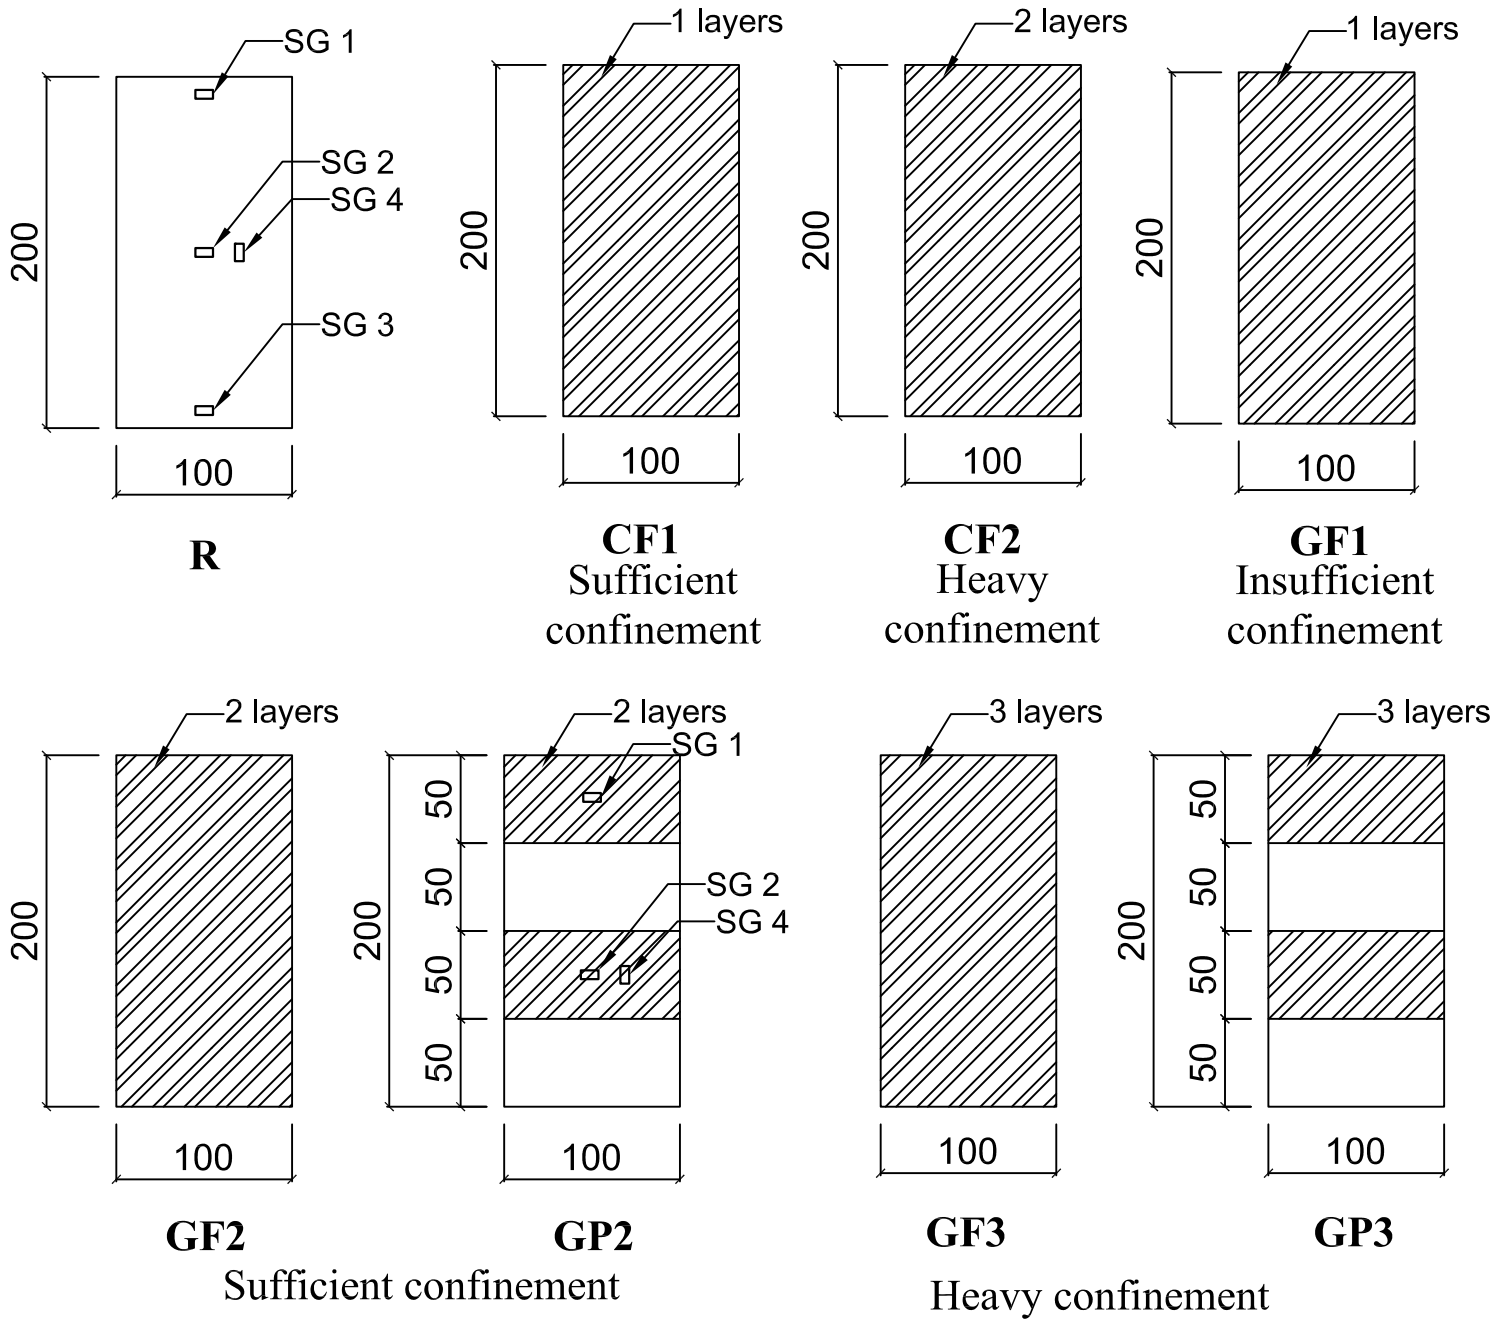 1 layers
2 layers
1 layers
SG 1
SG 2
SG 4
SG 3
200
200
200
200
100
100
100
100
R
CF1
Sufficient
confinement
CF2
Heavy
confinement
GF1
Insufficient
confinement
2 layers
2 layers
SG 1
3 layers
3 layers
50
50
50
50
SG 2
SG 4
200
200
200
50
50
50
50
100
100
100
100
GF2
GP2
GF3
GP3
Sufficient confinement
Heavy confinement